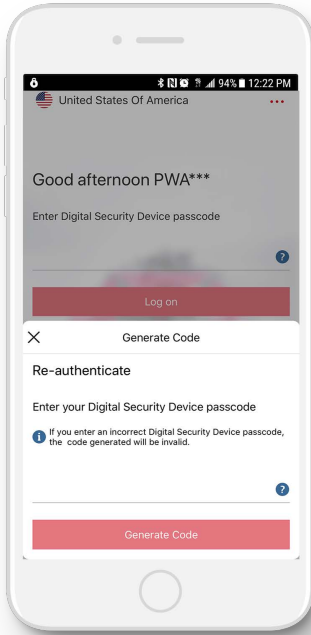 94% 12:22 PM
United States Of America
Good afternoon PWA***
Enter Digital Security Device passcode
?
Log on
Generate Code
Re-authenticate
Enter your Digital Security Device passcode
i If you enter an incorrect Digital Security Device passcode,
the code generated will be invalid.
?
Generate Code